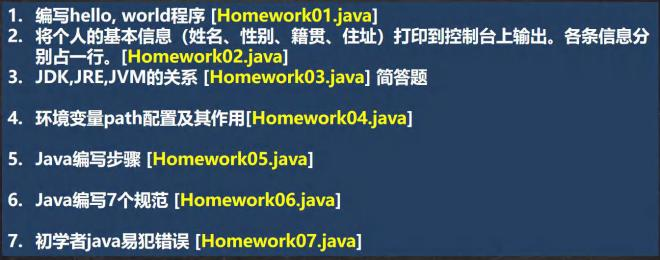 1. 编写hello, world程序 [Homework01.java]
2. 将个人的基本信息（姓名、性别、籍贯、住址）打印到控制台上输出。各条信息分
别占一行。[Homework02.java]
3. JDK,JRE,JVM的关系 [Homework03.java] 简答题
4. 环境变量path配置及其作用[Homework04.java]
5. Java编写步骤 [Homework05.java]
6. Java编写7个规范 [Homework06.java]
7. 初学者java易犯错误 [Homework07.java]